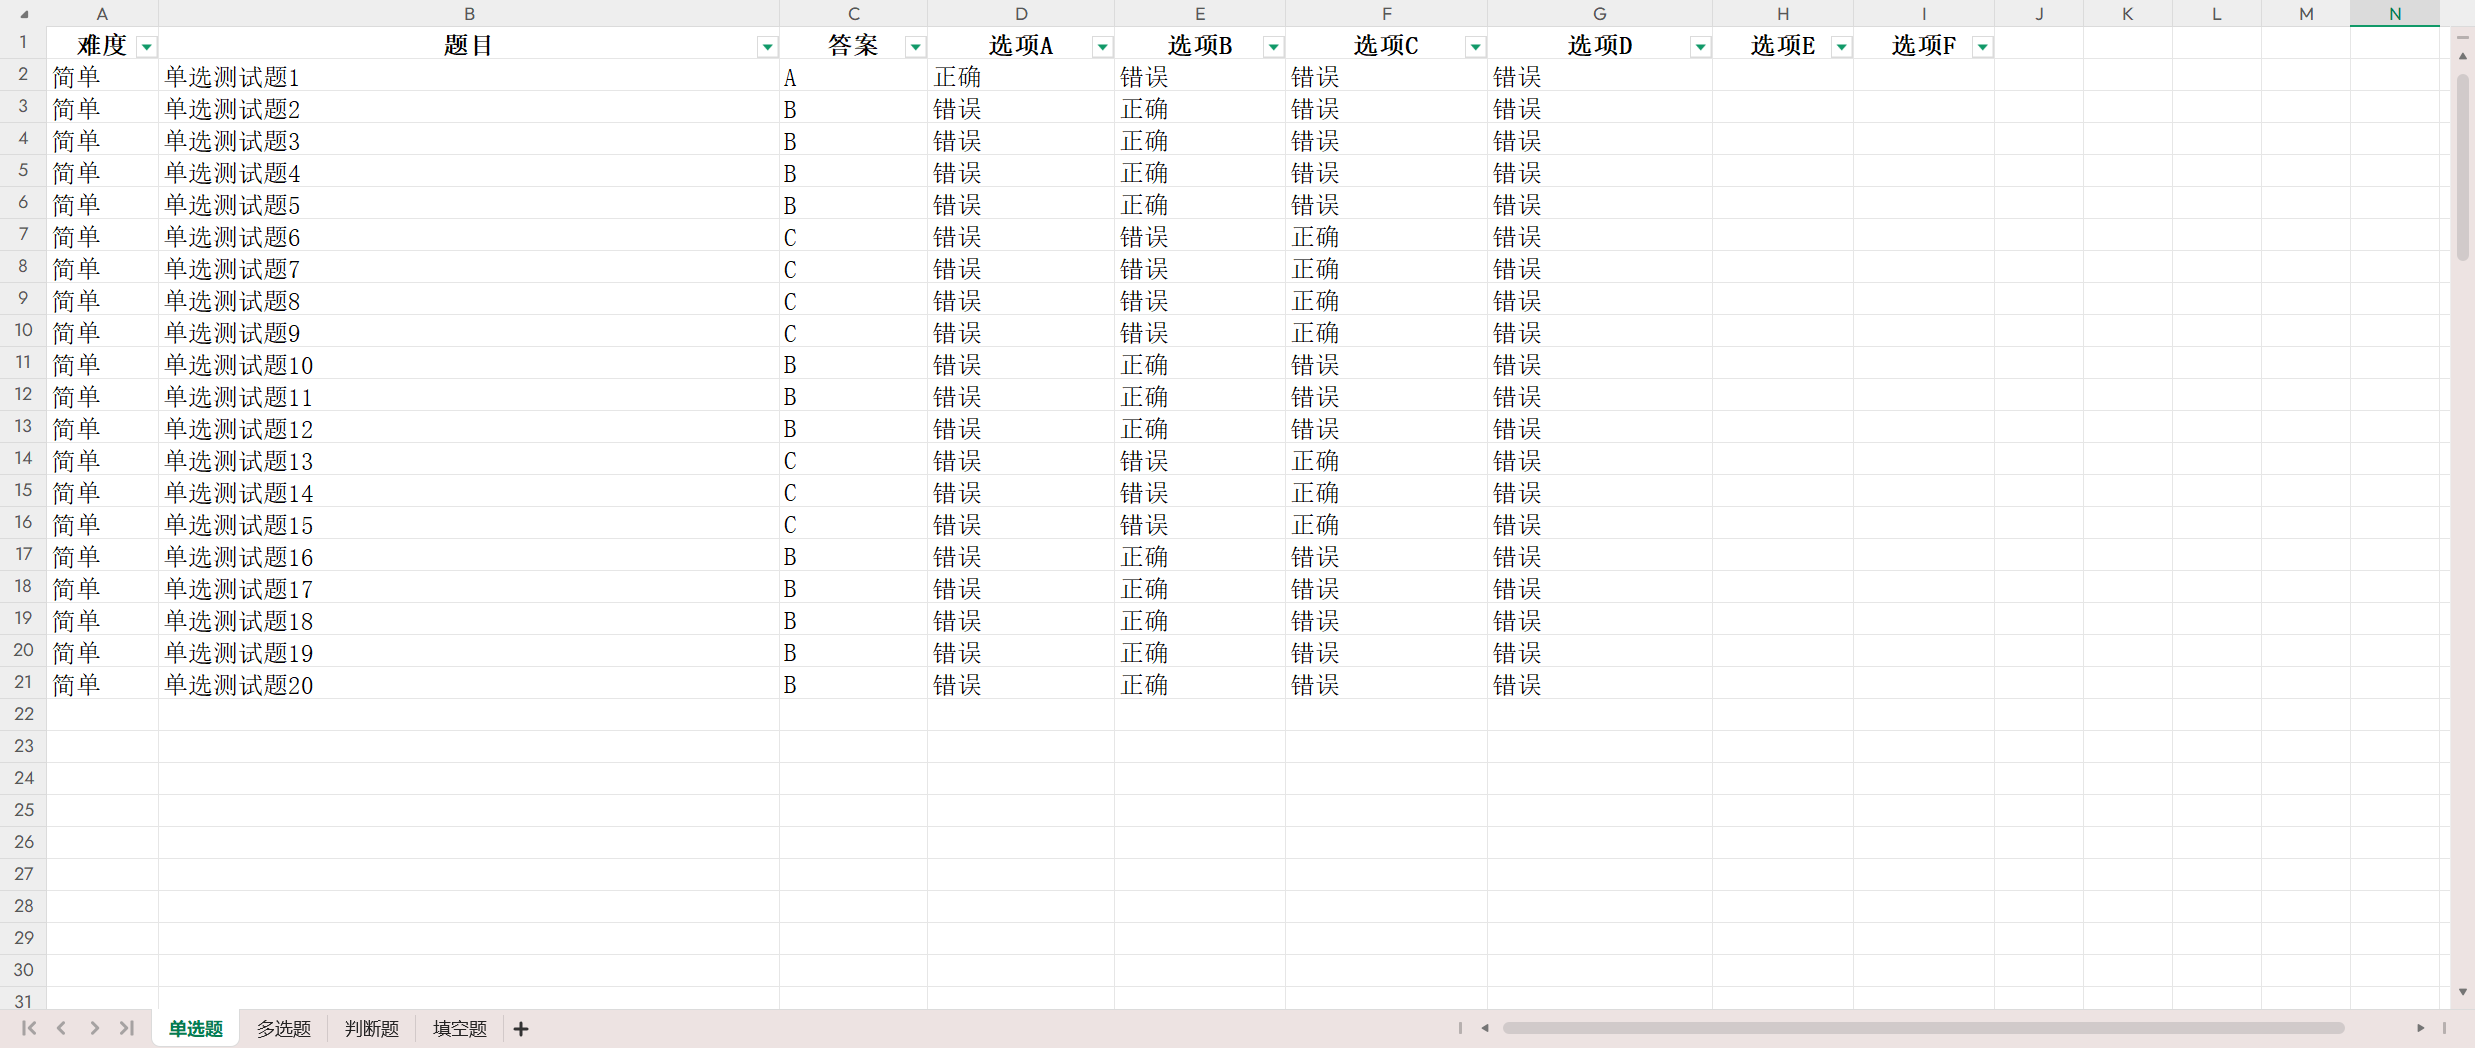 A B C D E F G H I J K L M N
1 难度 题目 答案 选项A 选项B 选项C 选项D 选项E 选项F
2 简单 单选测试题1 A 正确 错误 错误 错误
3 简单 单选测试题2 B 错误 正确 错误 错误
4 简单 单选测试题3 B 错误 正确 错误 错误
5 简单 单选测试题4 B 错误 正确 错误 错误
6 简单 单选测试题5 B 错误 正确 错误 错误
7 简单 单选测试题6 C 错误 错误 正确 错误
8 简单 单选测试题7 C 错误 错误 正确 错误
9 简单 单选测试题8 C 错误 错误 正确 错误
10 简单 单选测试题9 C 错误 错误 正确 错误
11 简单 单选测试题10 B 错误 正确 错误 错误
12 简单 单选测试题11 B 错误 正确 错误 错误
13 简单 单选测试题12 B 错误 正确 错误 错误
14 简单 单选测试题13 C 错误 错误 正确 错误
15 简单 单选测试题14 C 错误 错误 正确 错误
16 简单 单选测试题15 C 错误 错误 正确 错误
17 简单 单选测试题16 B 错误 正确 错误 错误
18 简单 单选测试题17 B 错误 正确 错误 错误
19 简单 单选测试题18 B 错误 正确 错误 错误
20 简单 单选测试题19 B 错误 正确 错误 错误
21 简单 单选测试题20 B 错误 正确 错误 错误
22
23
24
25
26
27
28
29
30
31
单选题 多选题 判断题 填空题